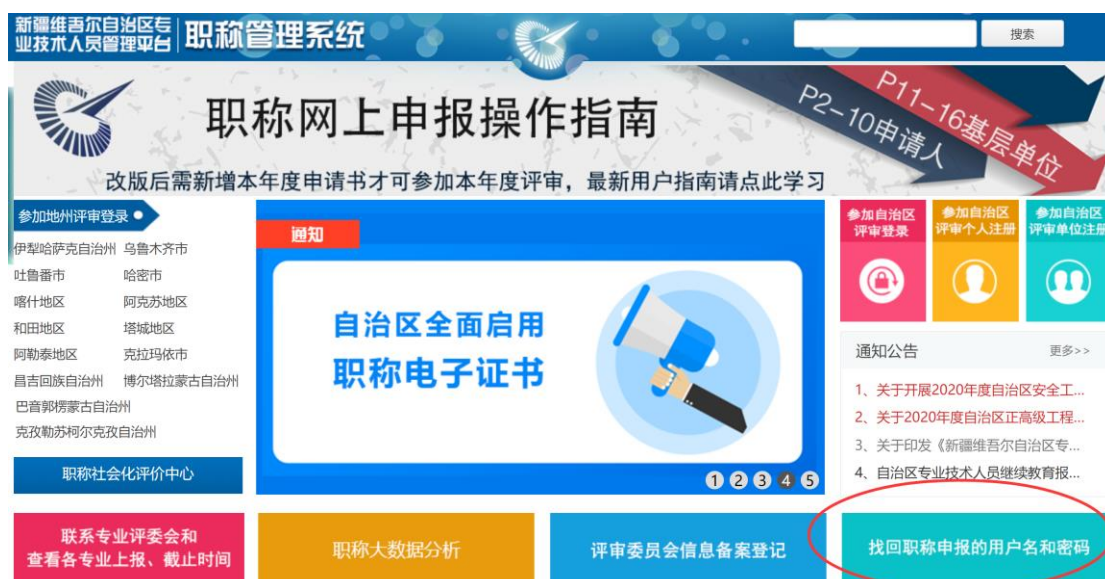 新疆维吾尔自治区专
业技术人员管理平台
职称管理系统
搜索
职称网上申报操作指南
改版后需新增本年度申请书才可参加本年度评审，最新用户指南请点此学习
P2-10申请人
P11-16基层单位
参加地州评审登录
伊犁哈萨克自治州 乌鲁木齐市
吐鲁番市 哈密市
喀什地区 阿克苏地区
和田地区 塔城地区
阿勒泰地区 克拉玛依市
昌吉回族自治州 博尔塔拉蒙古自治州
巴音郭楞蒙古自治州
克孜勒苏柯尔克孜自治州
职称社会化评价中心
通知
自治区全面启用
职称电子证书
1 2 3 4 5
参加自治区
评审登录
参加自治区
评审个人注册
参加自治区
评审单位注册
通知公告 更多>>
1、关于开展2020年度自治区安全工...
2、关于2020年度自治区正高级工程...
3、关于印发《新疆维吾尔自治区专...
4、自治区专业技术人员继续教育报...
联系专业评委会和
查看各专业上报、截止时间
职称大数据分析
评审委员会信息备案登记
找回职称申报的用户名和密码